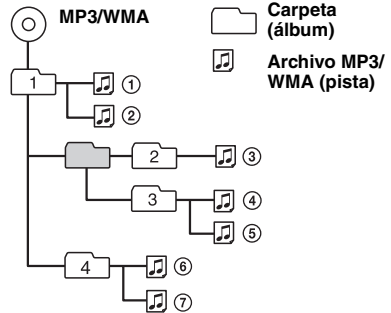 MP3/WMA
Carpeta
(álbum)
Archivo MP3/
WMA (pista)
1
①
②
2
③
3
④
⑤
4
⑥
⑦